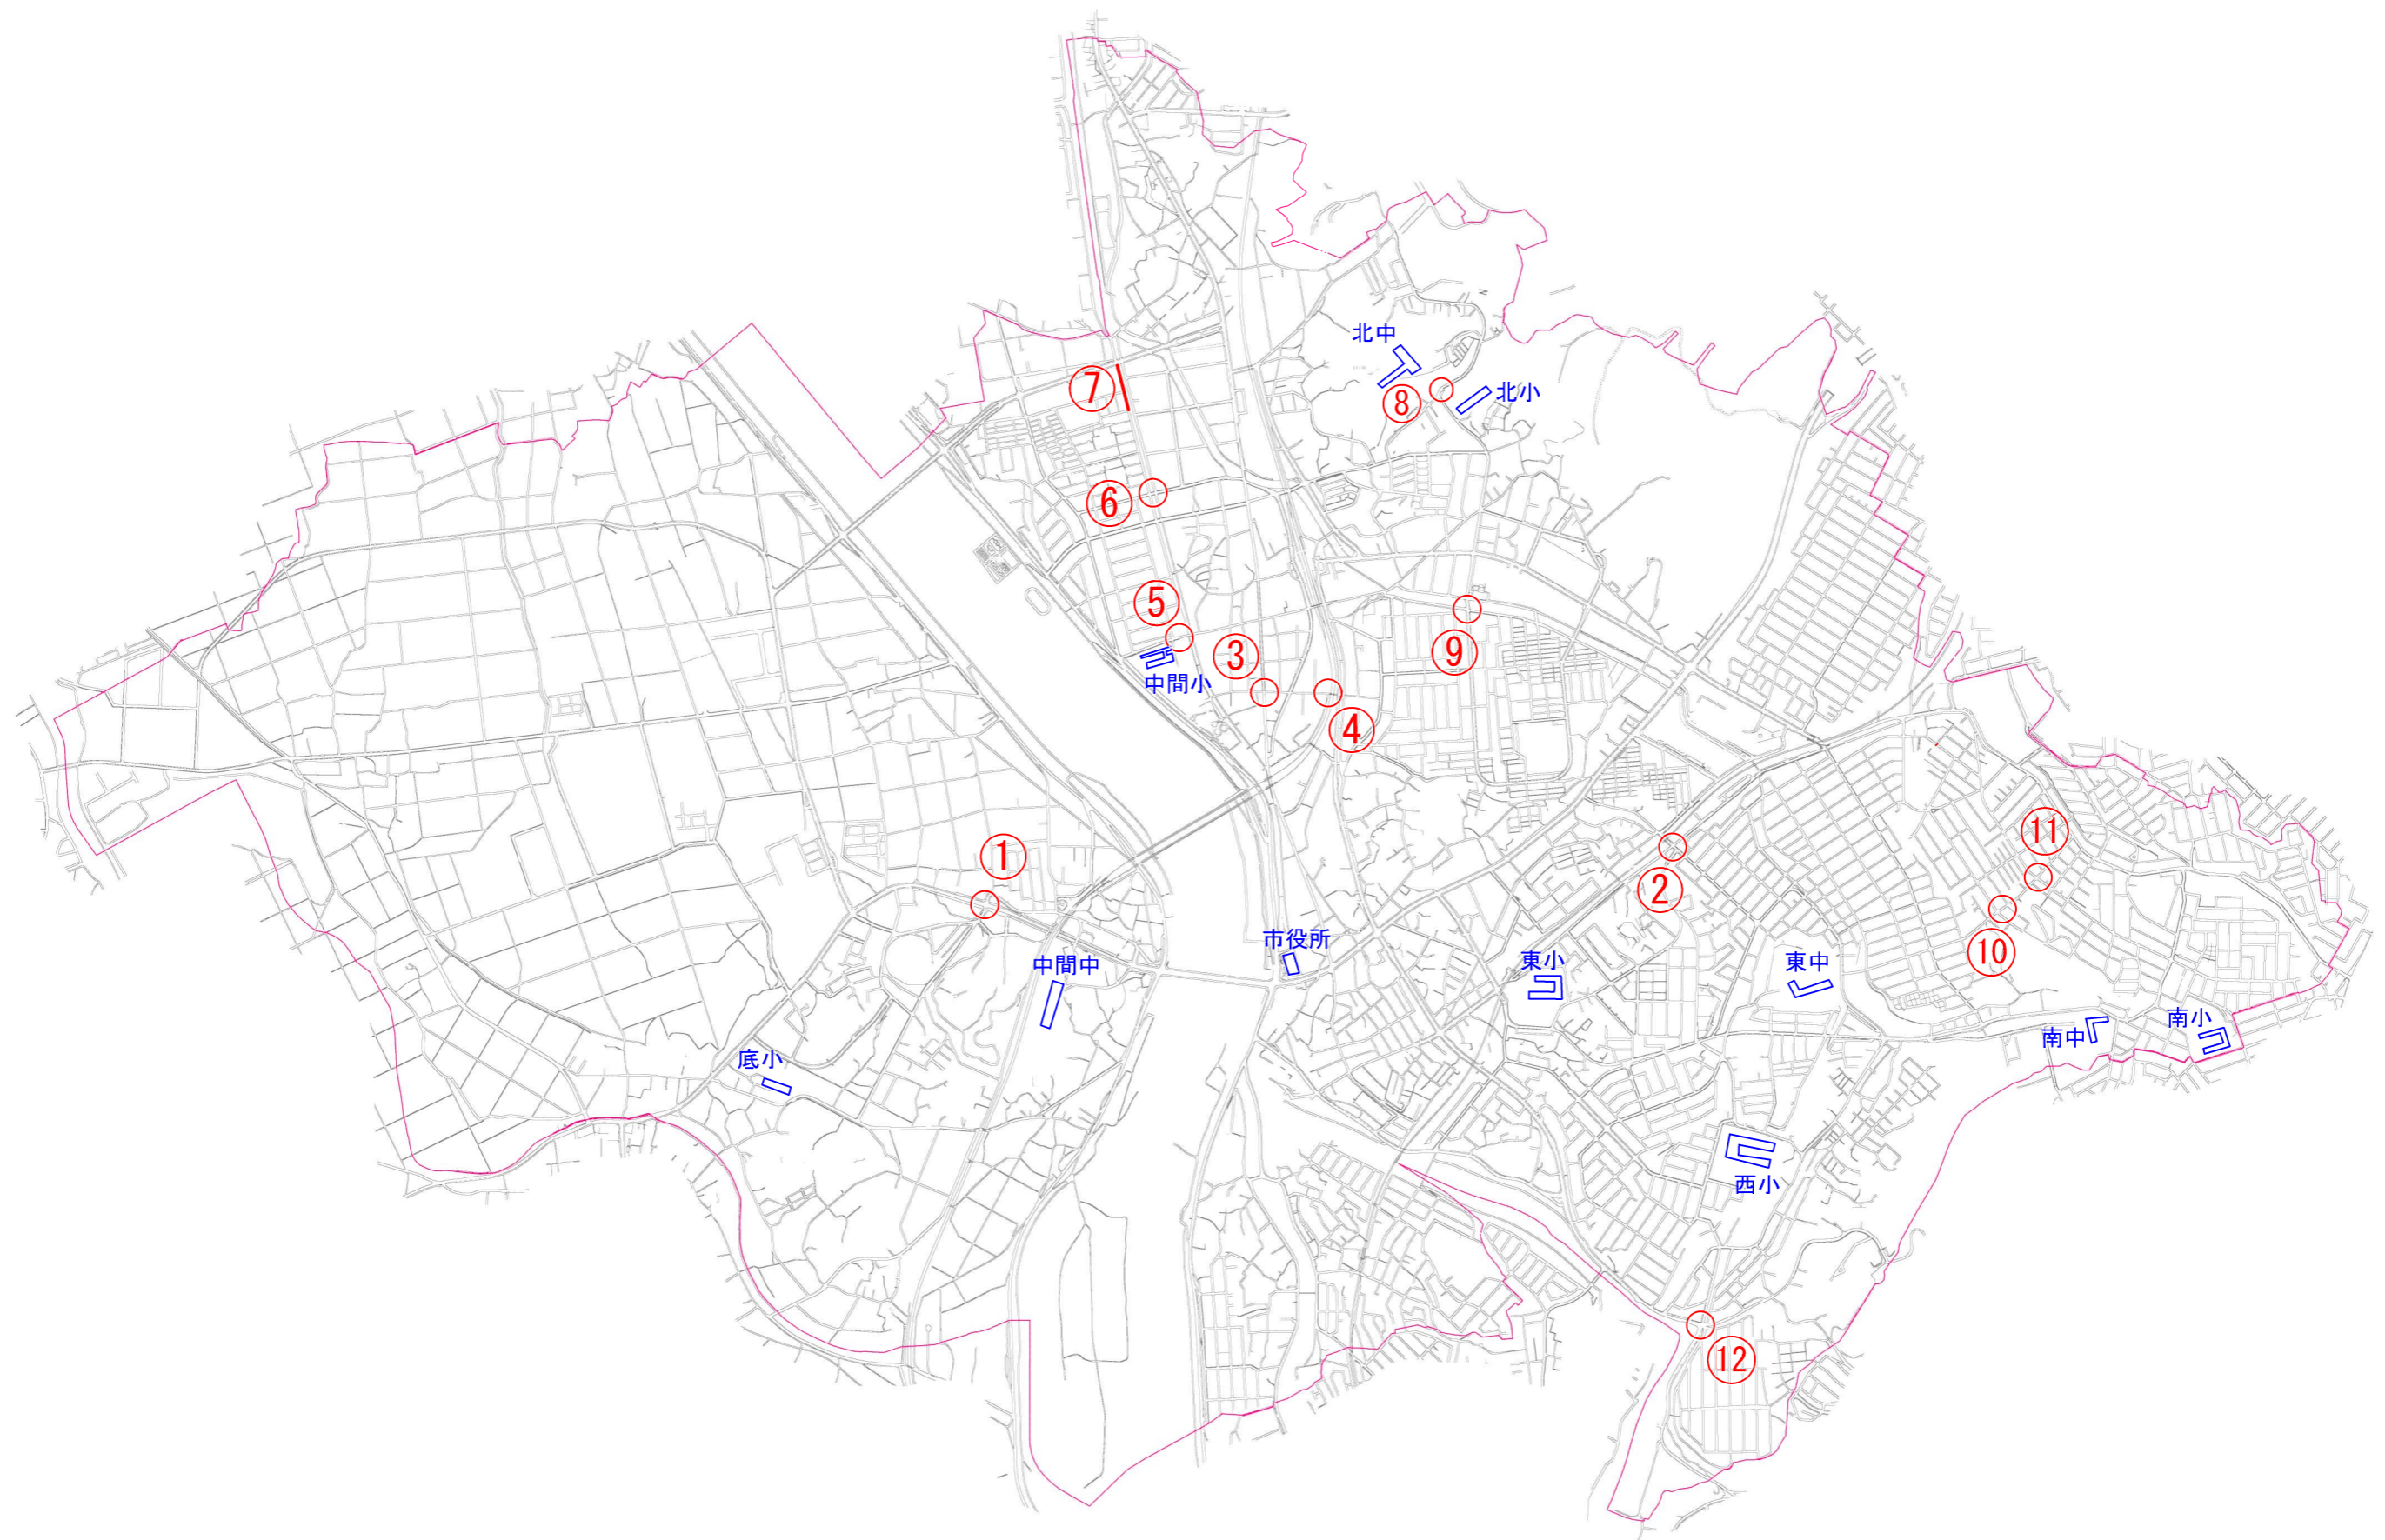 北中
⑦
北小
⑧
⑥
⑤
③
⑨
中間小
④
⑪
①
②
市役所
⑩
中間中
東小
東中
南小
南中
底小
西小
⑫